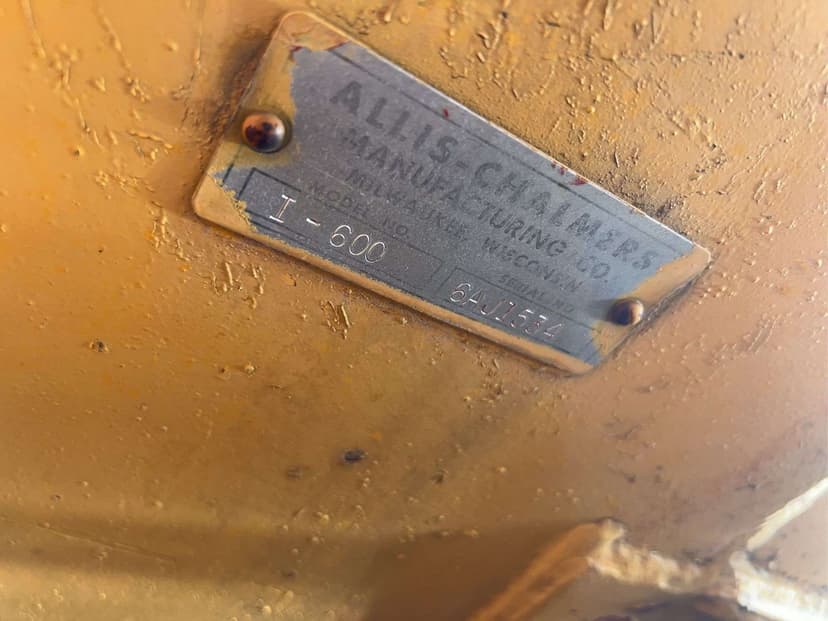 ALLIS-CHALMERS
MANUFACTURING CO.
MILWAUKEE, WISCONSIN
MODEL NO.
I - 600
SERIAL NO.
6AJ1534